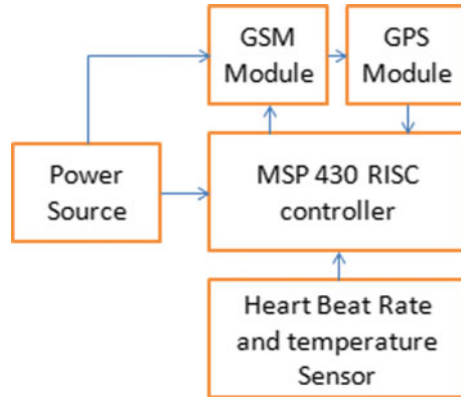 GSM
Module
GPS
Module
Power
Source
MSP 430 RISC
controller
Heart Beat Rate
and temperature
Sensor